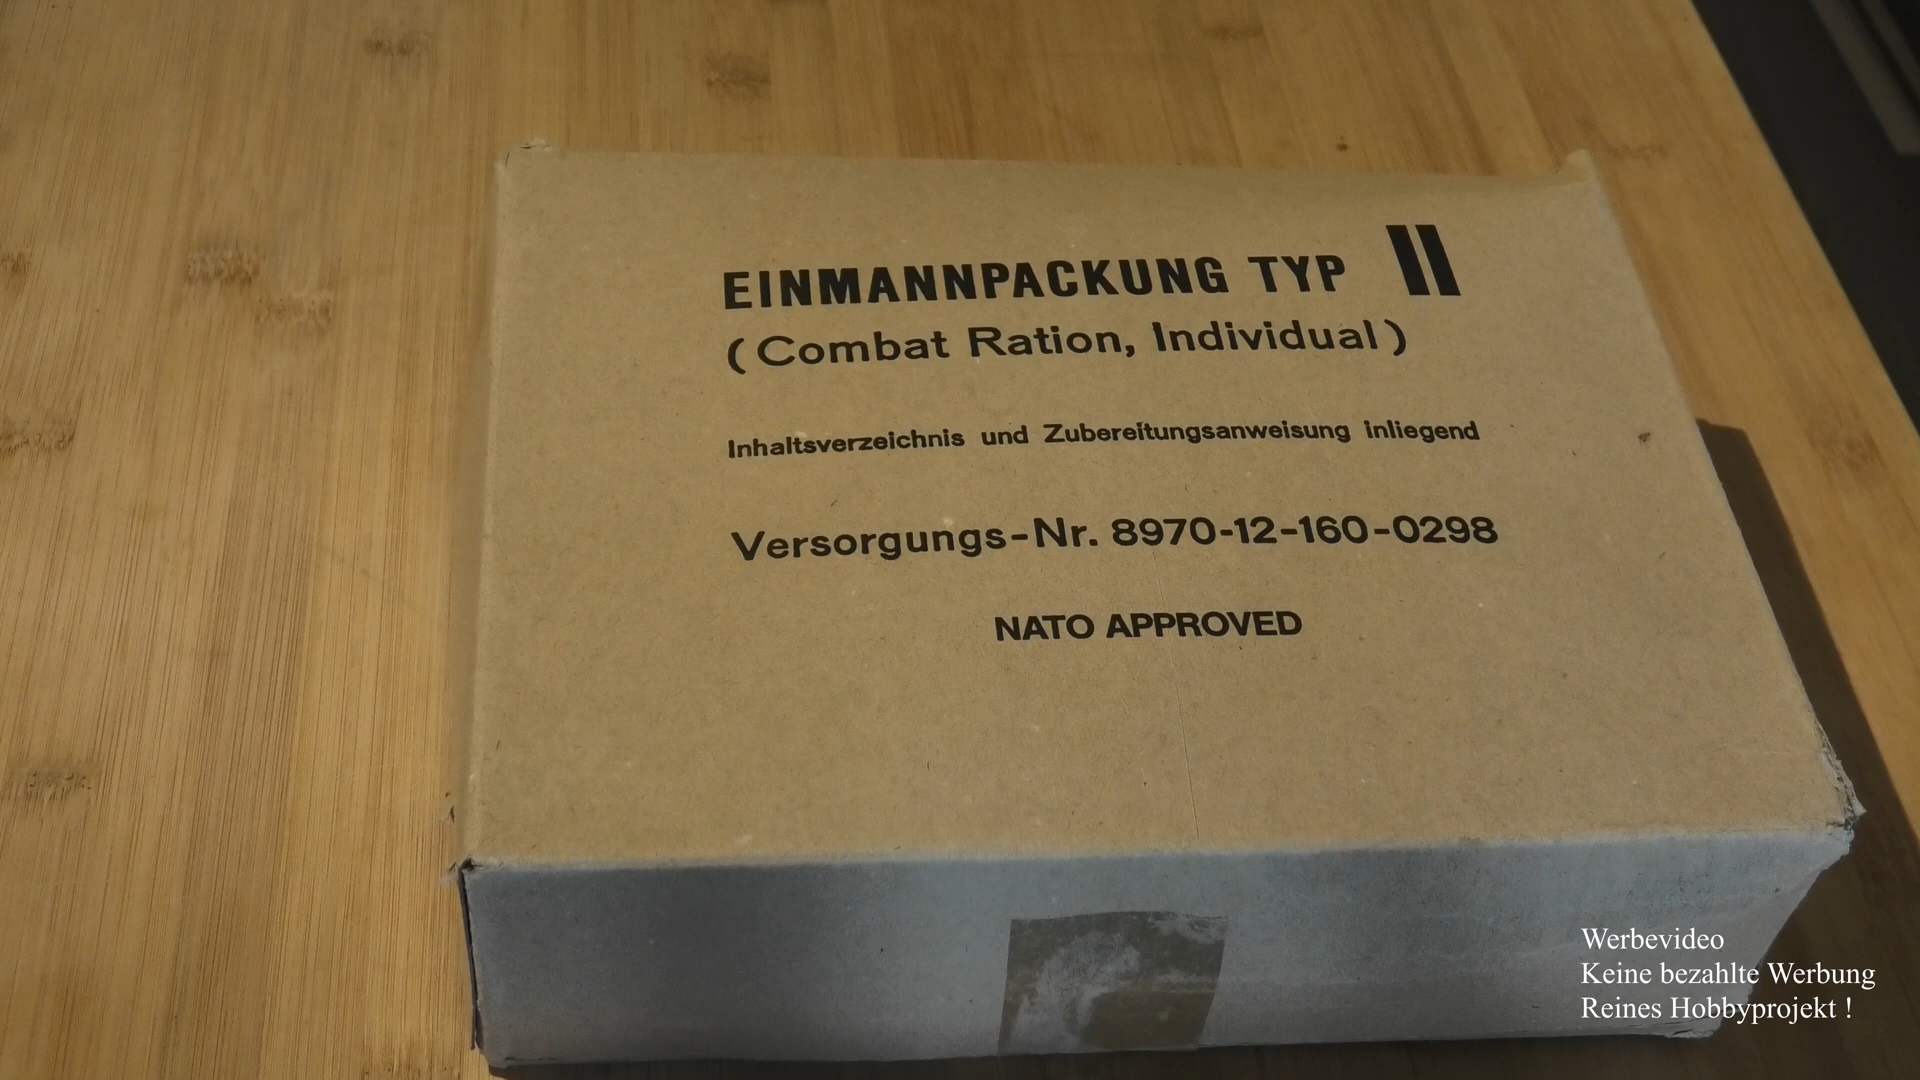 EINMANNPACKUNG TYP II
(Combat Ration, Individual)
Inhaltsverzeichnis und Zubereitungsanweisung inliegend
Versorgungs-Nr. 8970-12-160-0298
NATO APPROVED
Werbevideo
Keine bezahlte Werbung
Reines Hobbyprojekt !